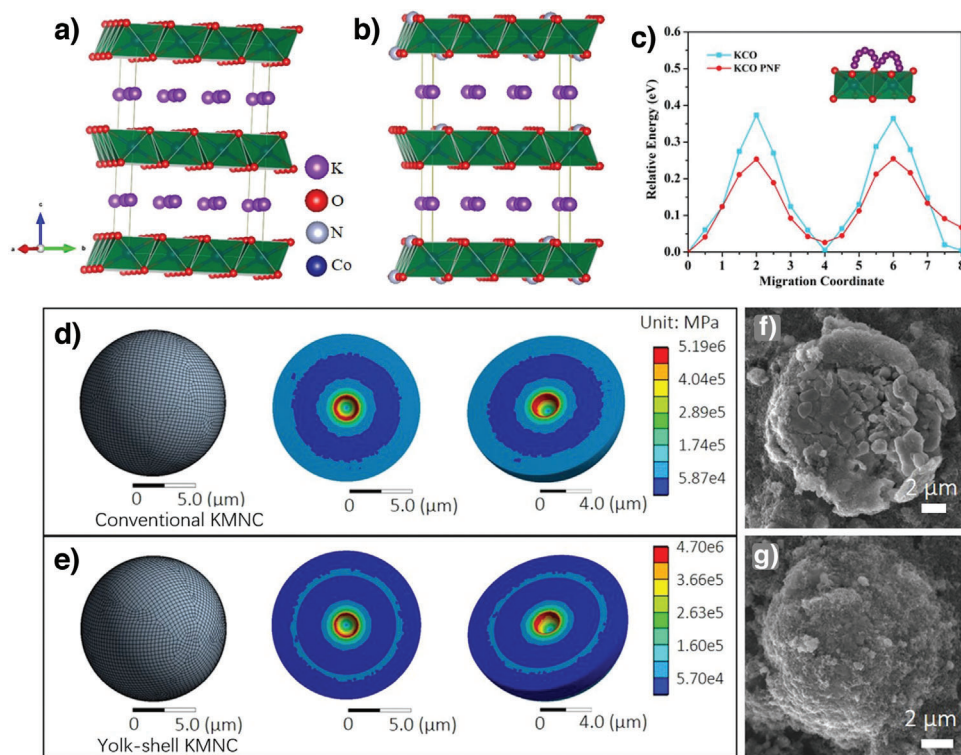 a)
b)
c)
K
O
N
Co
c
a
b
0.6
0.5
0.4
0.3
0.2
0.1
0.0
Relative Energy (eV)
KCO
KCO PNF
0 1 2 3 4 5 6 7 8
Migration Coordinate
d)
Unit: MPa
5.19e6
4.04e5
2.89e5
1.74e5
5.87e4
0 5.0 (μm)
0 5.0 (μm)
0 4.0 (μm)
Conventional KMNC
e)
4.70e6
3.66e5
2.63e5
1.60e5
5.70e4
0 5.0 (μm)
0 5.0 (μm)
0 4.0 (μm)
Yolk-shell KMNC
f)
2 μm
g)
2 μm